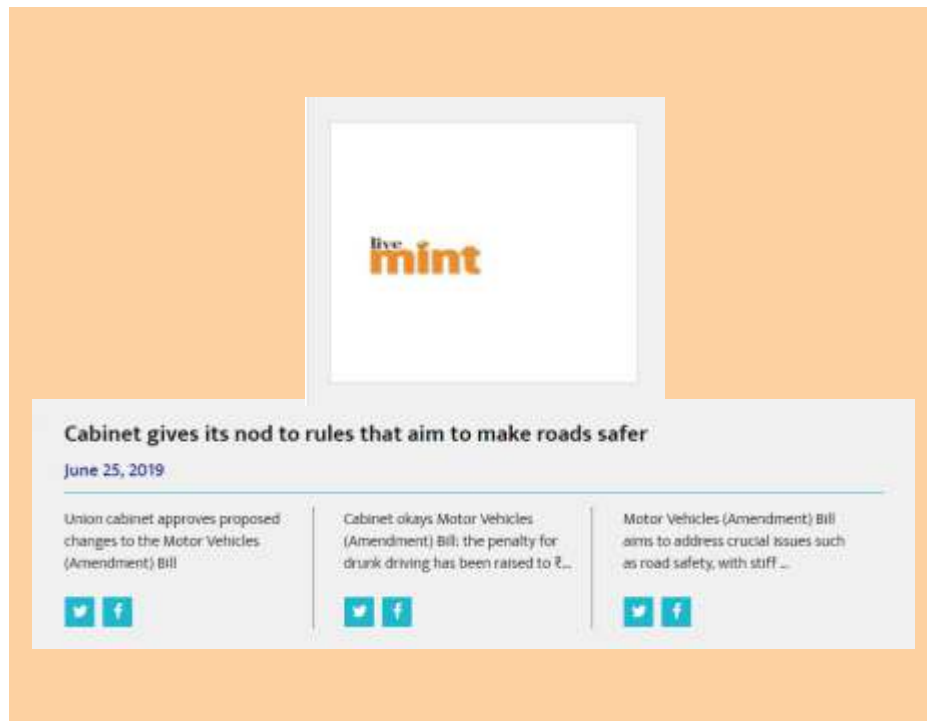 live
mint
Cabinet gives its nod to rules that aim to make roads safer
June 25, 2019
Union cabinet approves proposed
changes to the Motor Vehicles
(Amendment) Bill
Cabinet okays Motor Vehicles
(Amendment) Bill; the penalty for
drunk driving has been raised to ₹...
Motor Vehicles (Amendment) Bill
aims to address crucial issues such
as road safety, with stiff ...